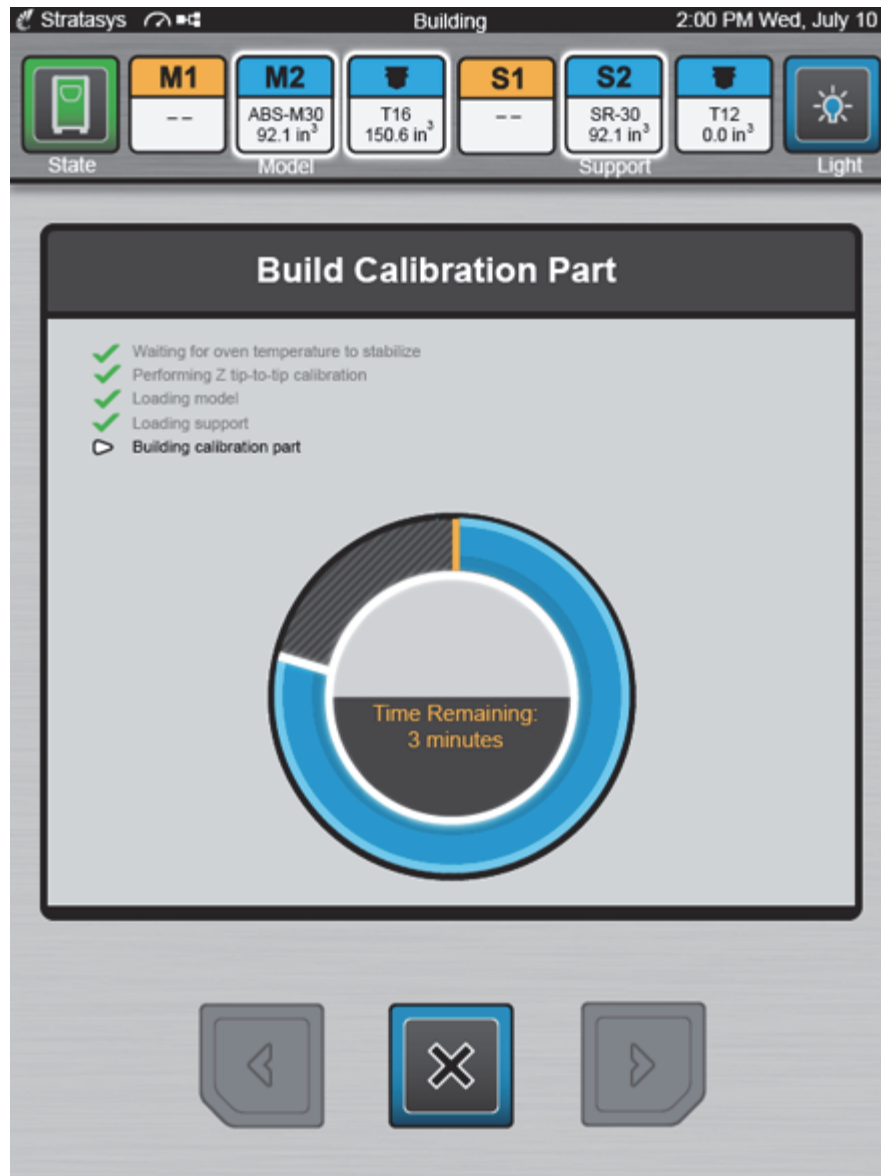 Stratasys Building 2:00 PM Wed, July 10
M1 M2 S1 S2
-- ABS-M30 T16 -- SR-30 T12
92.1 in³ 150.6 in³ 92.1 in³ 0.0 in³
State Model Support Light
Build Calibration Part
Waiting for oven temperature to stabilize
Performing Z tip-to-tip calibration
Loading model
Loading support
Building calibration part
Time Remaining:
3 minutes